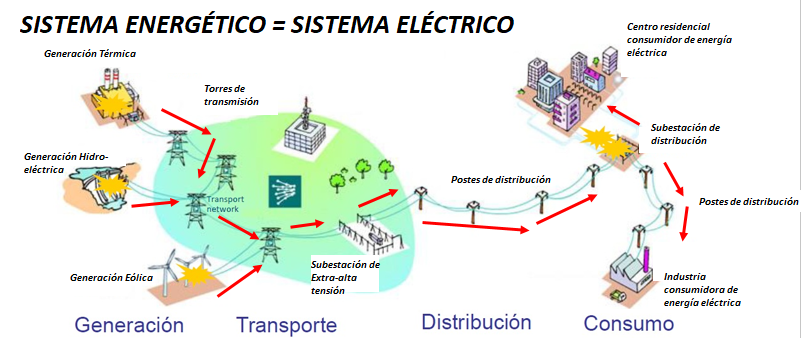 SISTEMA ENERGÉTICO = SISTEMA ELÉCTRICO
Generación Térmica
Torres de
transmisión
Centro residencial
consumidor de energía
eléctrica
Subestación de
distribución
Generación Hidro-
eléctrica
Transport
network
Postes de distribución
Postes de distribución
Generación Eólica
Subestación de
Extra-alta
tensión
Industria
consumidora de
energía eléctrica
Generación
Transporte
Distribución
Consumo